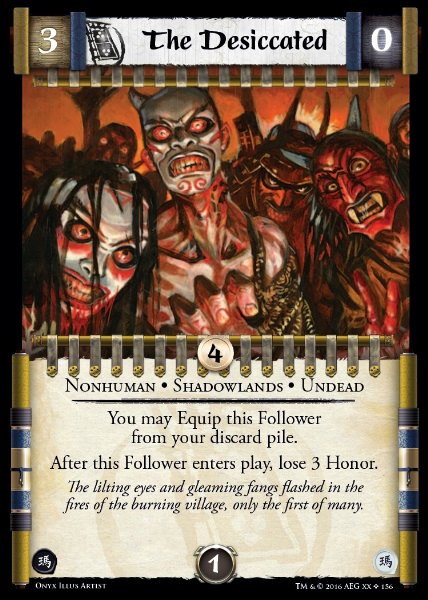 3 The Desiccated 0
4
Nonhuman • Shadowlands • Undead
You may Equip this Follower
from your discard pile.
After this Follower enters play, lose 3 Honor.
The lilting eyes and gleaming fangs flashed in the
fires of the burning village, only the first of many.
瑪 1 瑪
Onyx Illus Artist TM & © 2016 AEG XX ❖ 156